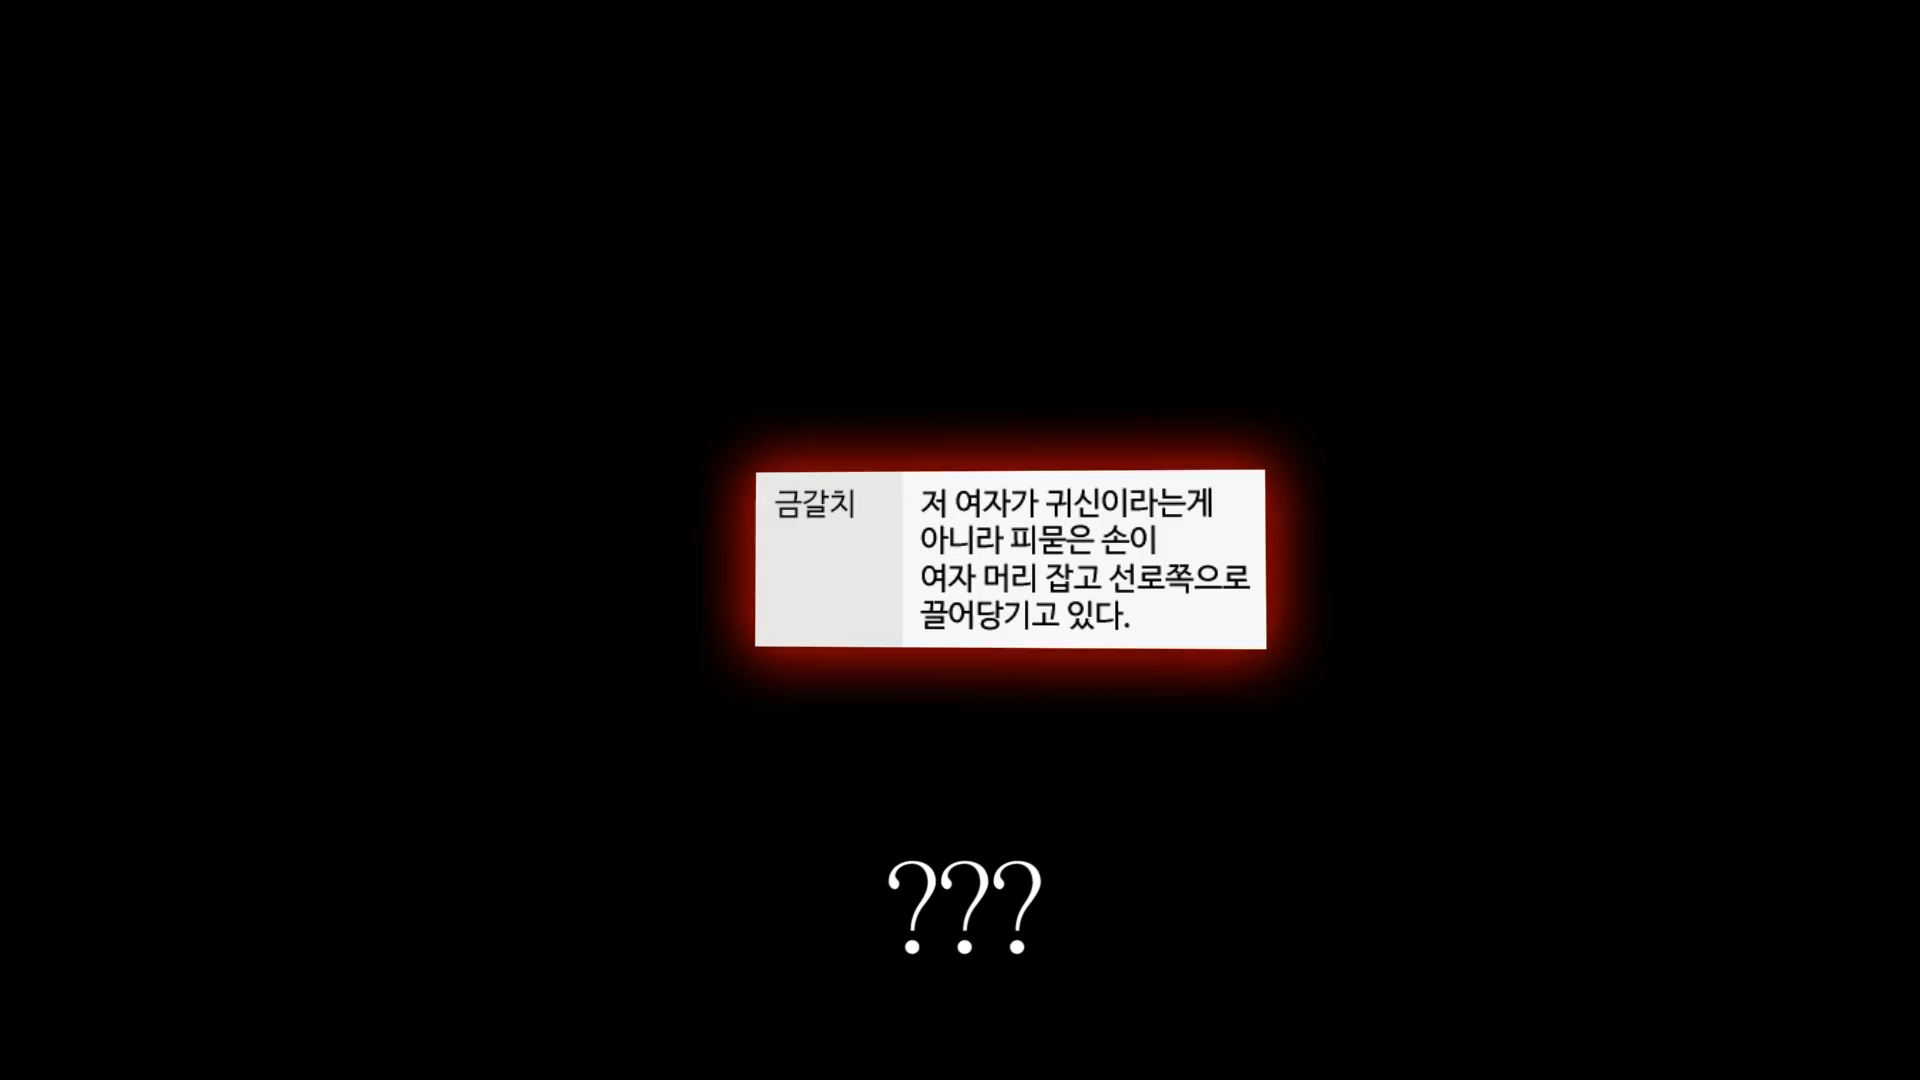 금갈치
저 여자가 귀신이라는게
아니라 피묻은 손이
여자 머리 잡고 선로쪽으로
끌어당기고 있다.
???